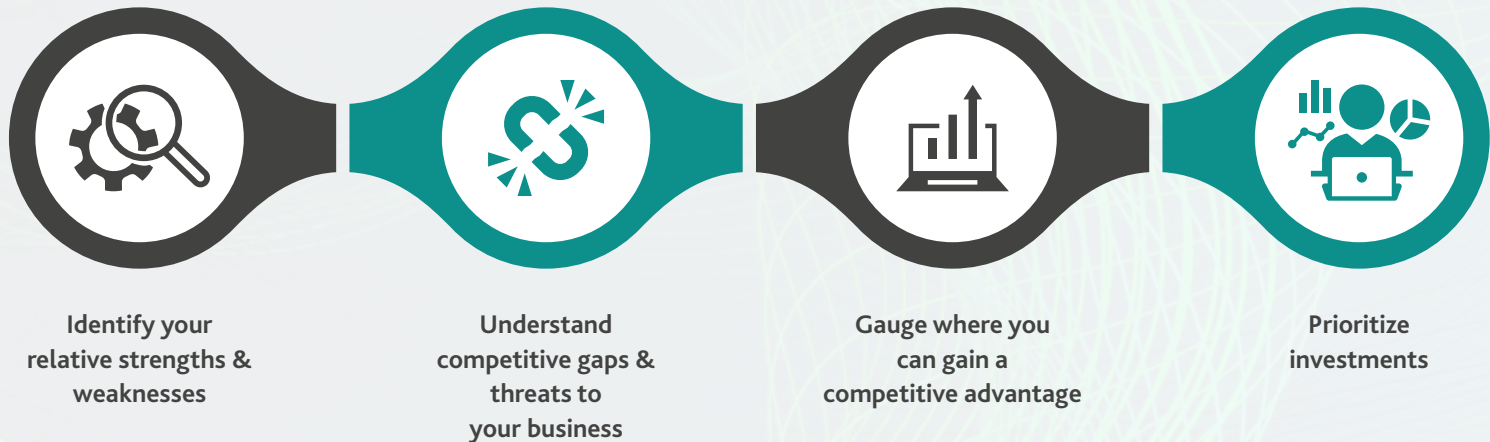 Identify your
relative strengths &
weaknesses
Understand
competitive gaps &
threats to
your business
Gauge where you
can gain a
competitive advantage
Prioritize
investments